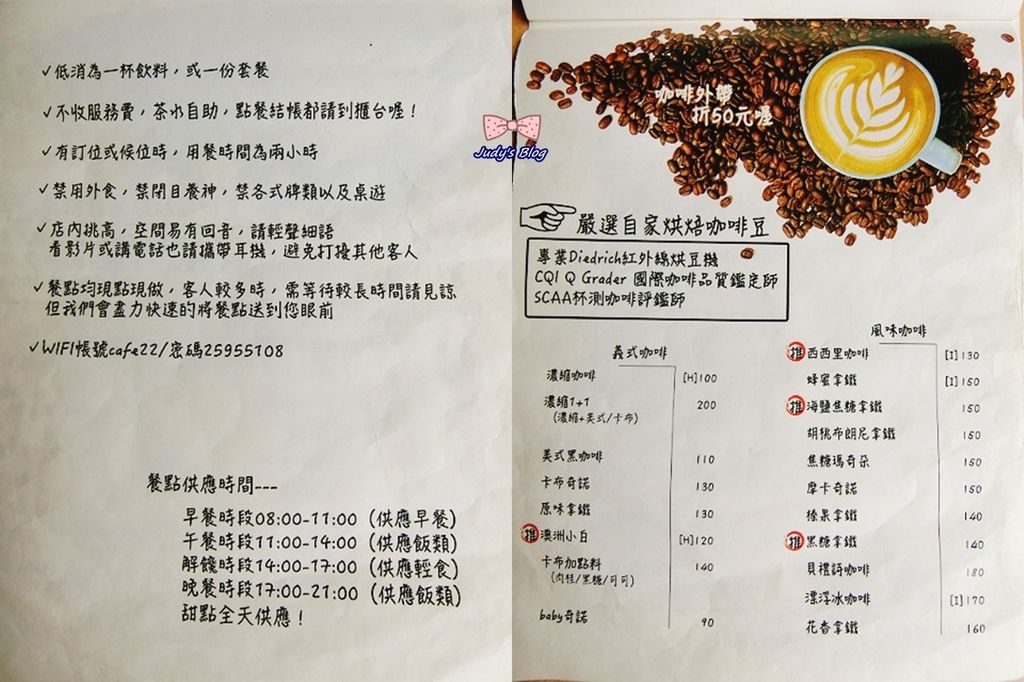 ✓低消為一杯飲料，或一份套餐
✓不收服務費，茶水自助，點餐結帳都請到櫃台喔！
✓有訂位或候位時，用餐時間為兩小時
✓禁用外食，禁閉目養神，禁各式牌類以及桌遊
✓店內挑高，空間易有回音，請輕聲細語
看影片或講電話也請攜帶耳機，避免打擾其他客人
✓餐點均現點現做，客人較多時，需等待較長時間請見諒
但我們會盡力快速的將餐點送到您眼前
✓WIFI帳號cafe22/密碼25955108
餐點供應時間---
早餐時段08:00-11:00 (供應早餐)
午餐時段11:00-14:00 (供應飯類)
解饞時段14:00-17:00 (供應輕食)
晚餐時段17:00-21:00 (供應飯類)
甜點全天供應！
Judy's Blog
咖啡外帶
折50元喔
嚴選自家烘焙咖啡豆
專業Diedrich紅外線烘豆機
CQI Q Grader 國際咖啡品質鑑定師
SCAA杯測咖啡評鑑師
義式咖啡
濃縮咖啡 [H]100
濃縮1+1 200
(濃縮+美式/卡布)
美式黑咖啡 110
卡布奇諾 130
原味拿鐵 130
推 澳洲小白 [H]120
卡布加點料 140
(肉桂/黑糖/可可)
baby奇諾 90
風味咖啡
推 西西里咖啡 [I]130
蜂蜜拿鐵 [I]150
推 海鹽焦糖拿鐵 150
胡桃布朗尼拿鐵 150
焦糖瑪奇朵 150
摩卡奇諾 150
榛果拿鐵 140
推 黑糖拿鐵 140
貝禮詩咖啡 180
漂浮冰咖啡 [I]170
花香拿鐵 160